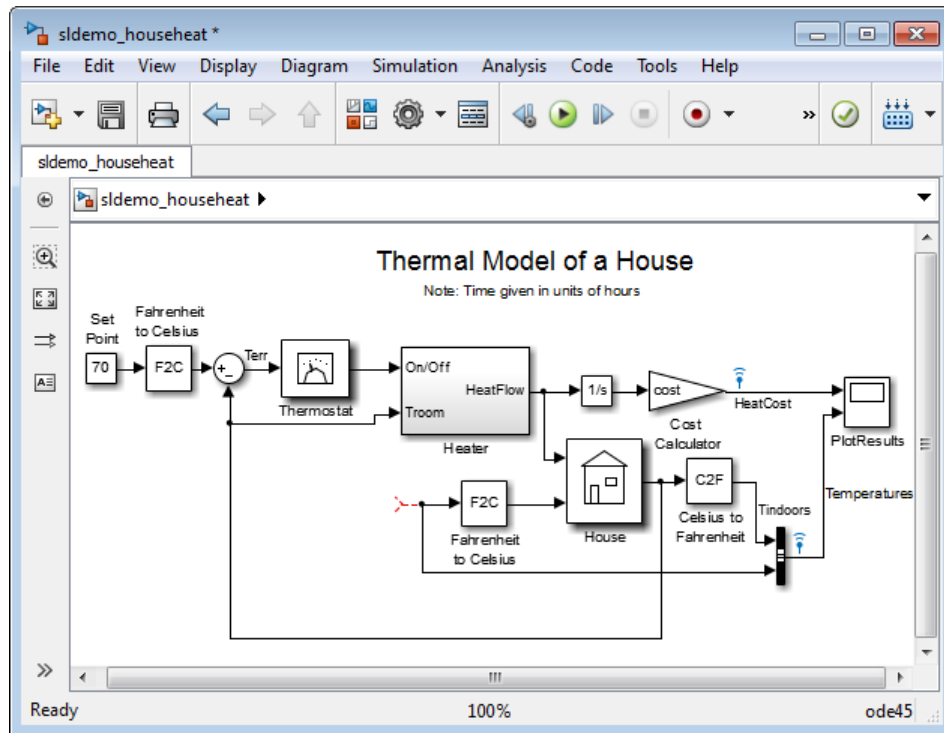 sldemo_househeat *
File Edit View Display Diagram Simulation Analysis Code Tools Help
»
sldemo_househeat
sldemo_househeat
Thermal Model of a House
Note: Time given in units of hours
Set
Point
70
Fahrenheit
to Celsius
F2C
+
-
Terr
Thermostat
On/Off
Troom
HeatFlow
Heater
1/s
cost
Cost
Calculator
HeatCost
PlotResults
F2C
Fahrenheit
to Celsius
House
C2F
Celsius to
Fahrenheit
Tindoors
Temperatures
Ready
100%
ode45